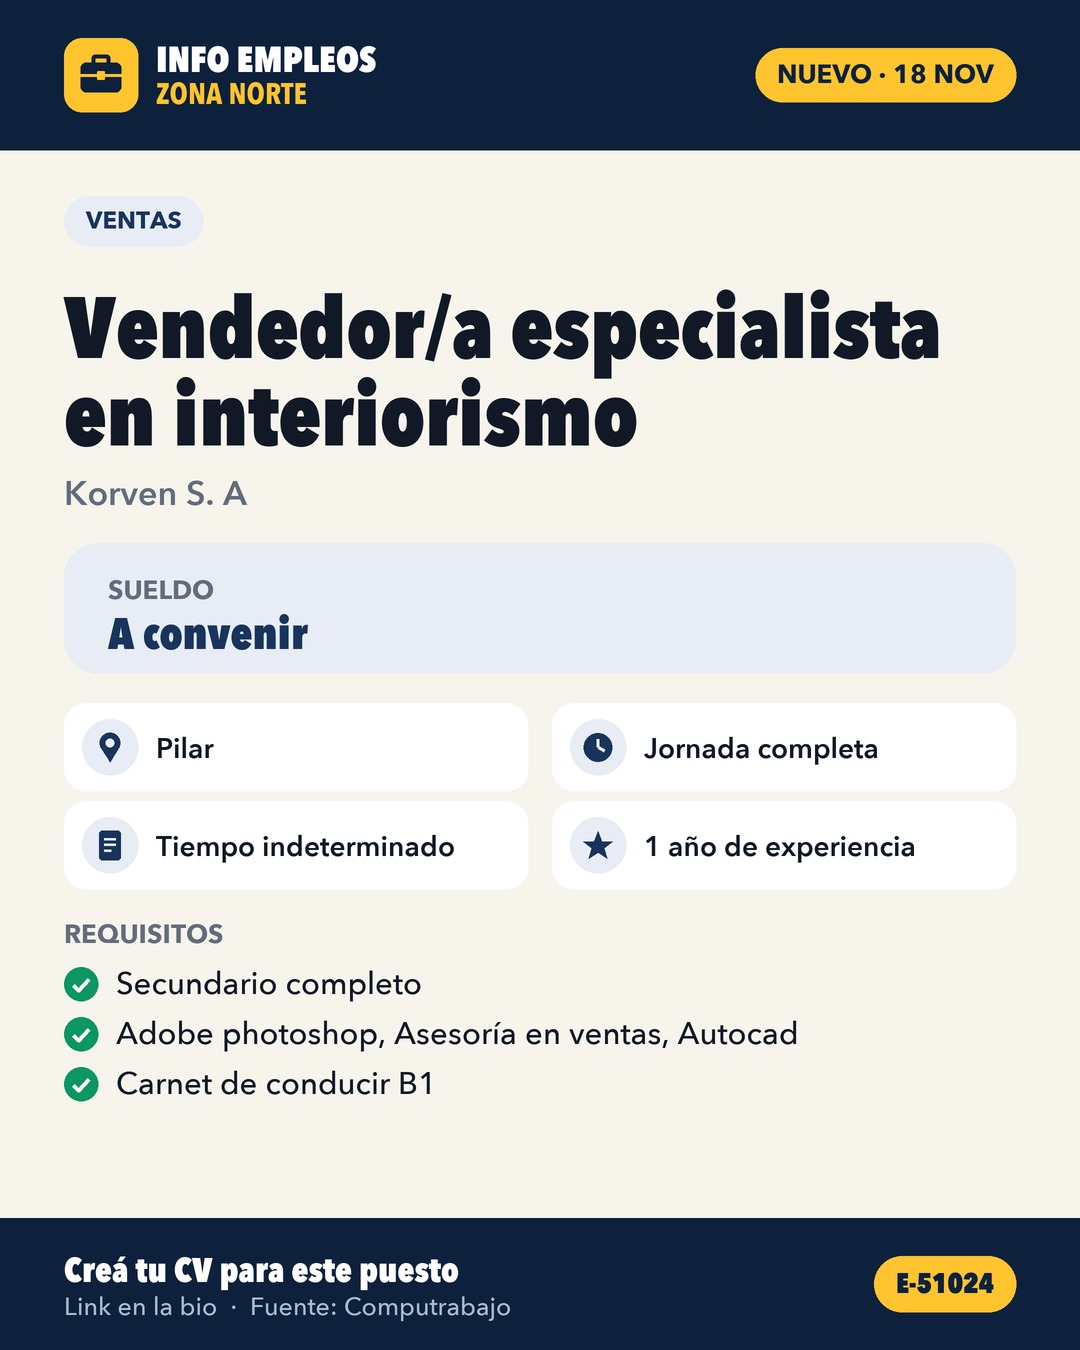 INFO EMPLEOS
ZONA NORTE
NUEVO · 18 NOV
VENTAS
Vendedor/a especialista
en interiorismo
Korven S. A
SUELDO
A convenir
Pilar
Jornada completa
Tiempo indeterminado
1 año de experiencia
REQUISITOS
Secundario completo
Adobe photoshop, Asesoría en ventas, Autocad
Carnet de conducir B1
Creá tu CV para este puesto
Link en la bio · Fuente: Computrabajo
E-51024